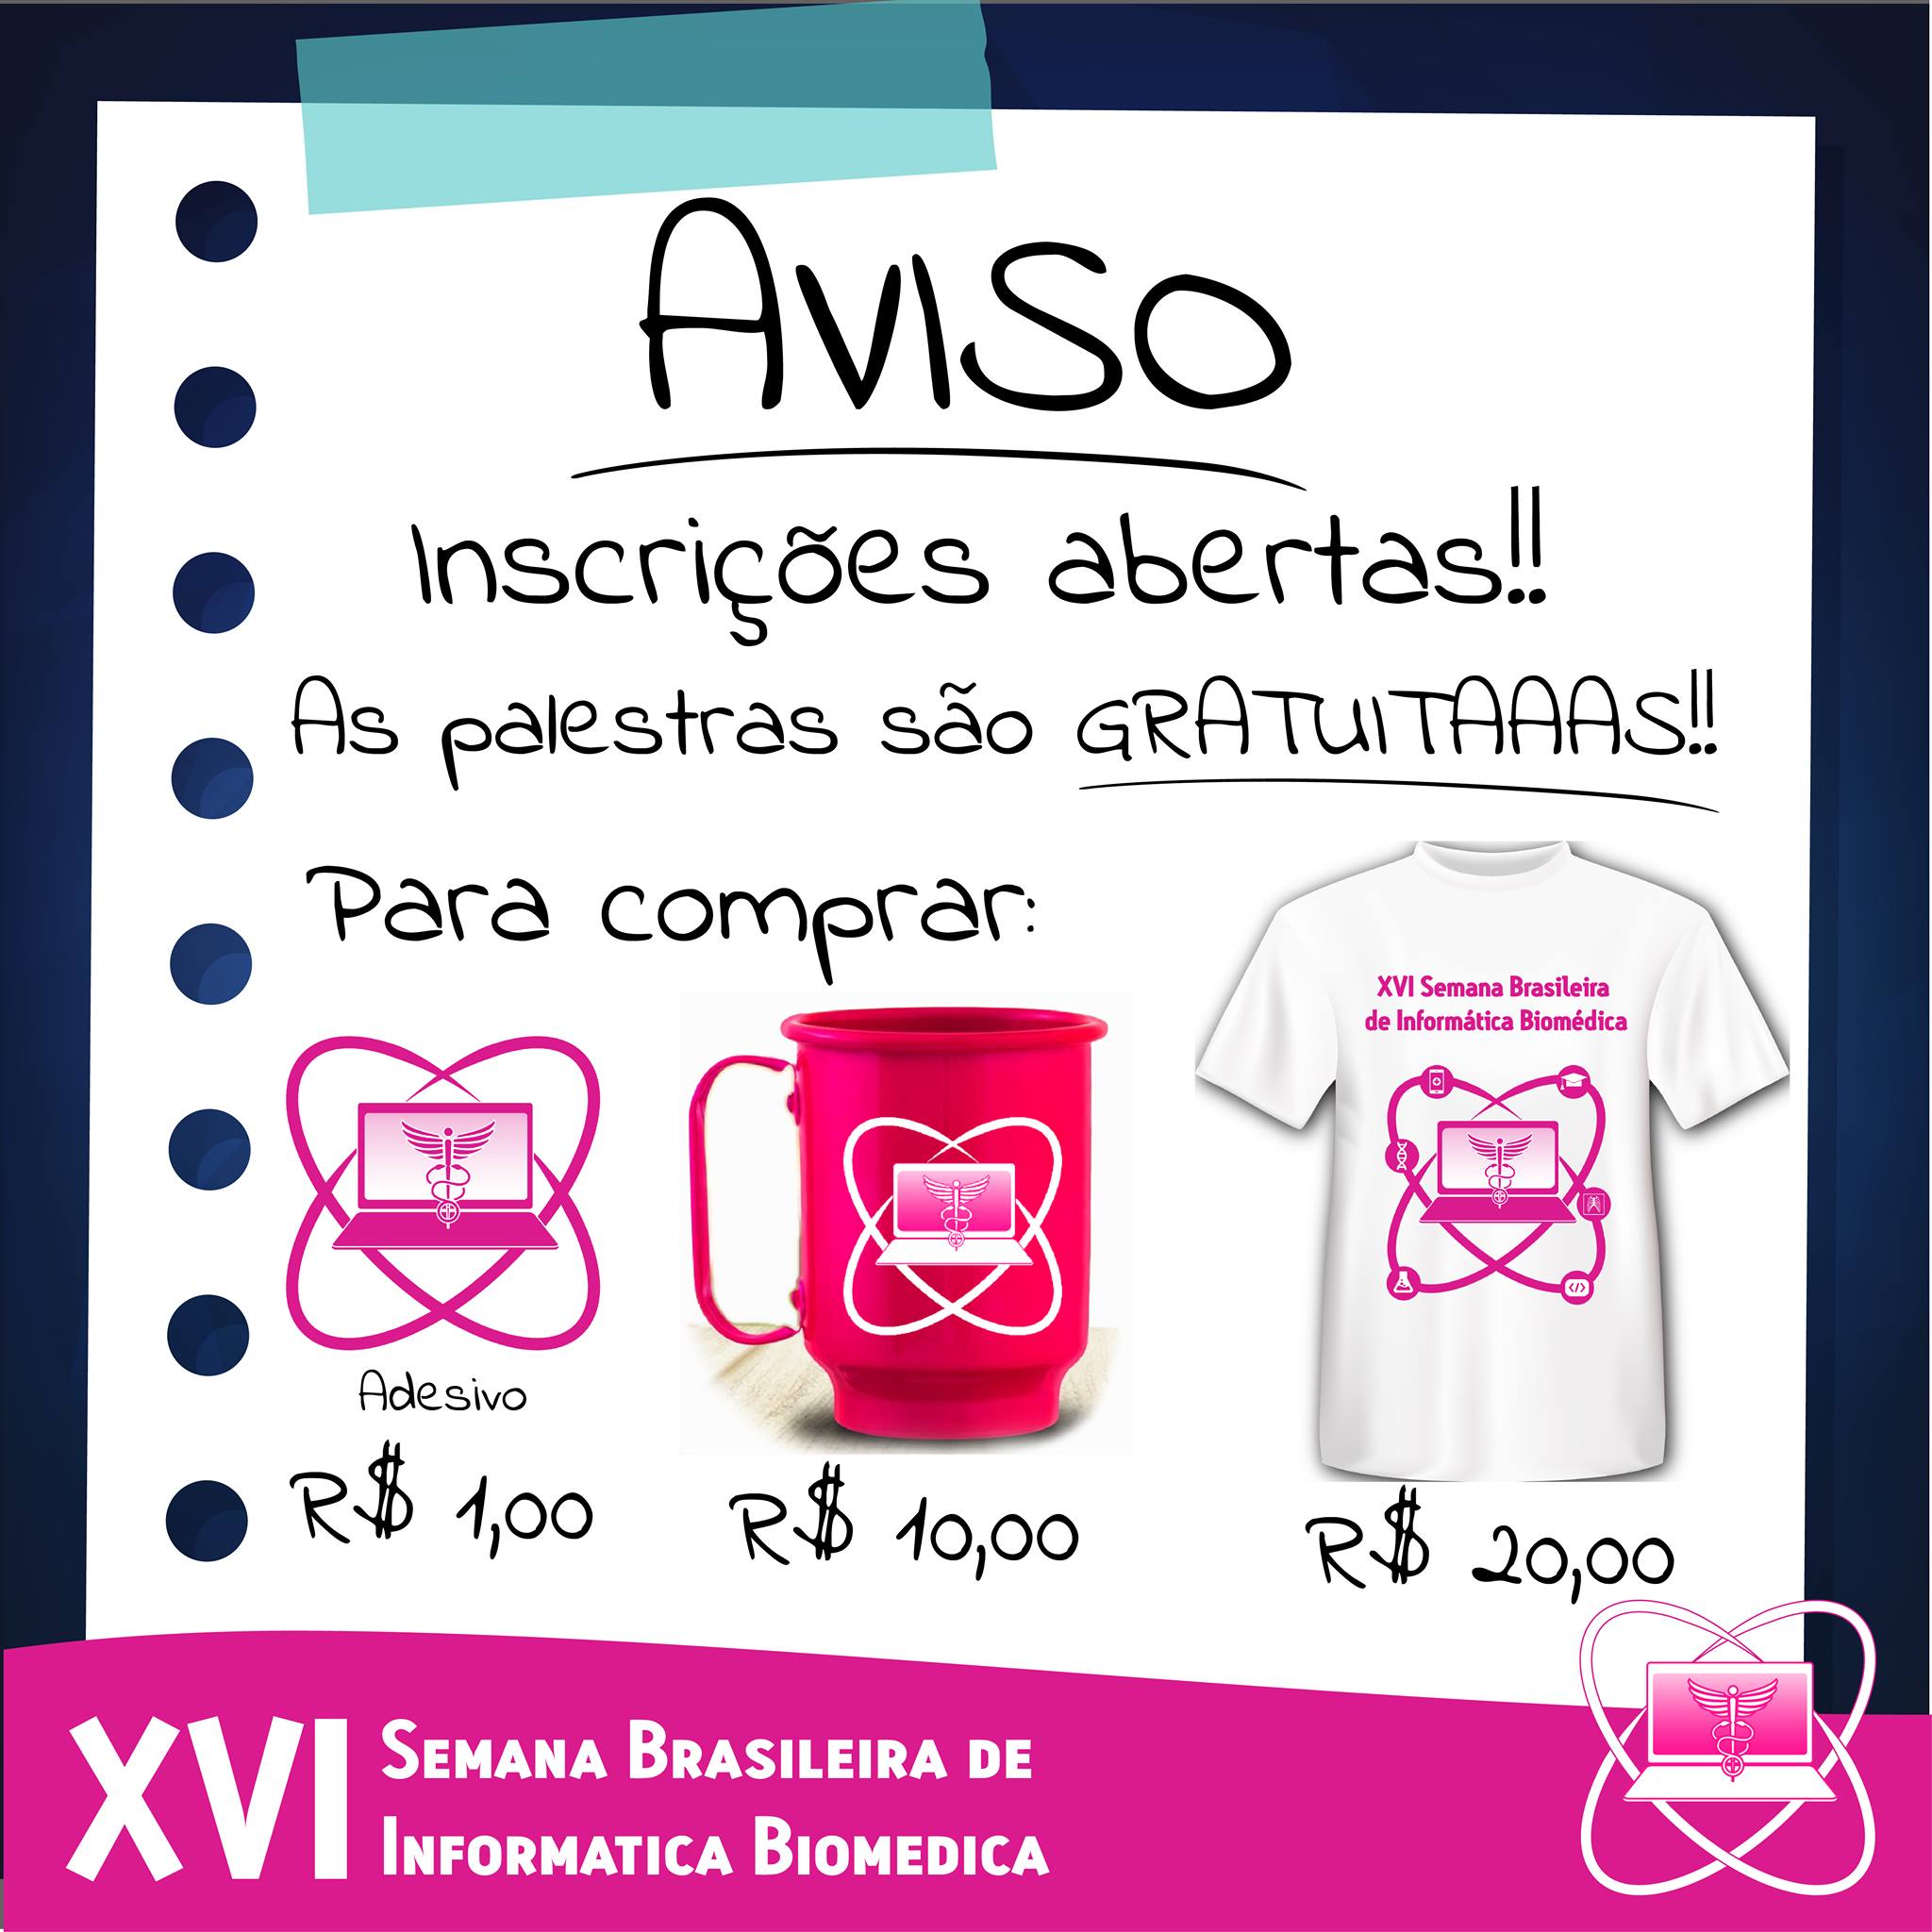 AVISO
Inscrições abertas!!
As palestras são GRATUITAAAS!!
Para comprar:
XVI Semana Brasileira
de Informática Biomédica
Adesivo
R$ 1,00
R$ 10,00
R$ 20,00
XVI SEMANA BRASILEIRA DE
INFORMATICA BIOMEDICA